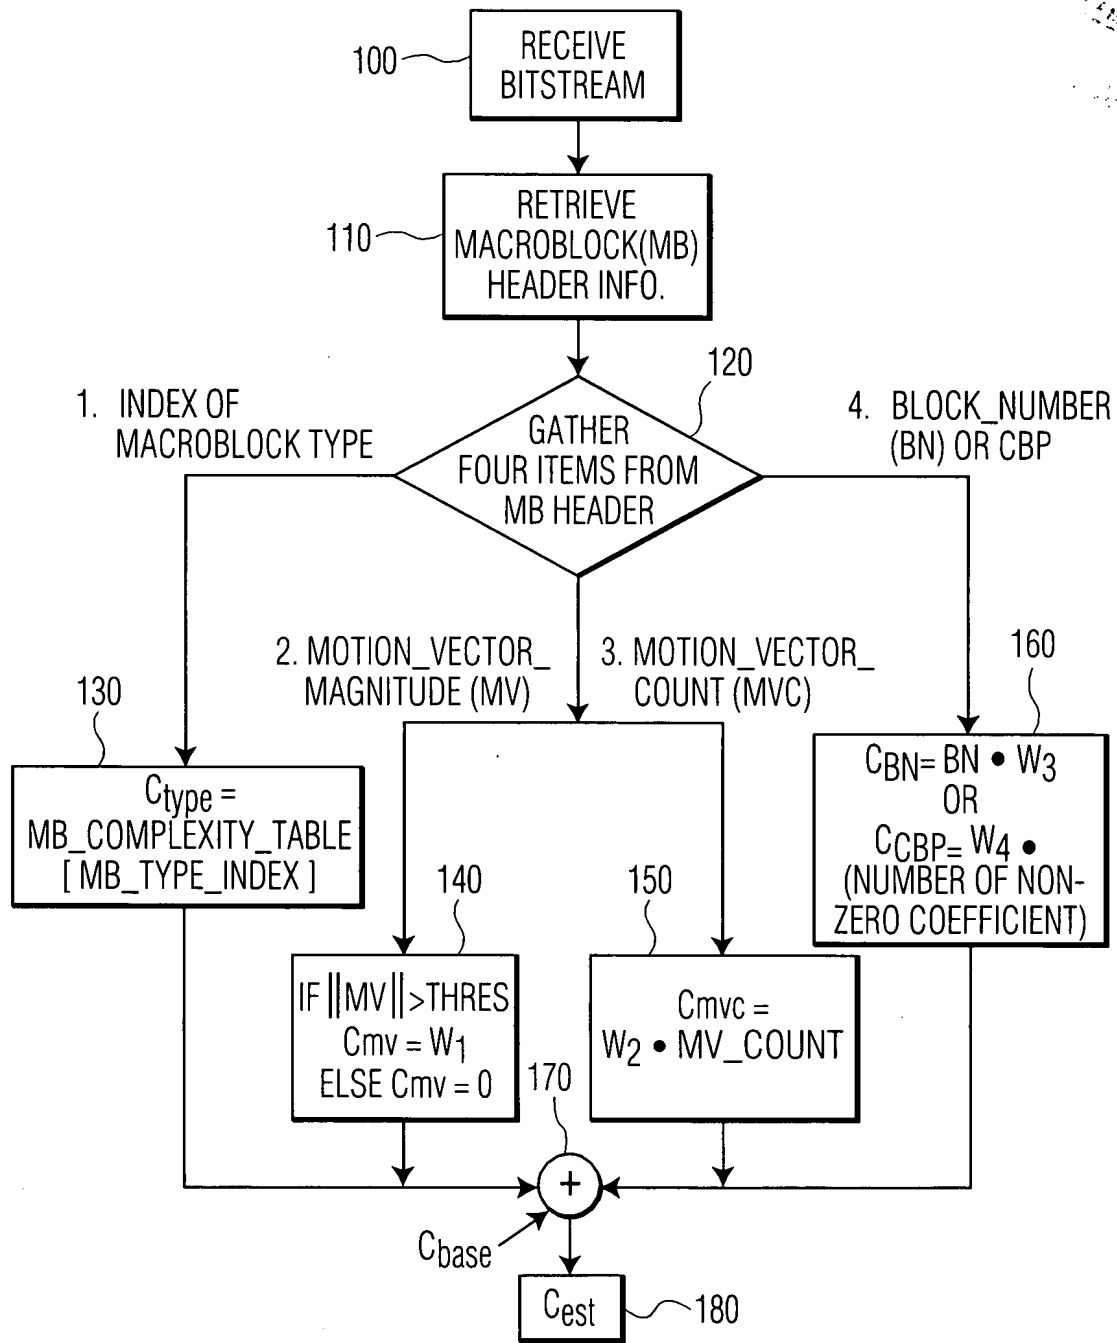 100
RECEIVE
BITSTREAM
110
RETRIEVE
MACROBLOCK(MB)
HEADER INFO.
120
GATHER
FOUR ITEMS FROM
MB HEADER
1. INDEX OF
MACROBLOCK TYPE
4. BLOCK_NUMBER
(BN) OR CBP
2. MOTION_VECTOR_
MAGNITUDE (MV)
3. MOTION_VECTOR_
COUNT (MVC)
130
Ctype =
MB_COMPLEXITY_TABLE
[ MB_TYPE_INDEX ]
160
CBN= BN • W3
OR
CCBP= W4 •
(NUMBER OF NON-
ZERO COEFFICIENT)
140
IF ||MV|| >THRES
Cmv = W1
ELSE Cmv = 0
150
Cmvc =
W2 • MV_COUNT
170
+
Cbase
Cest
180